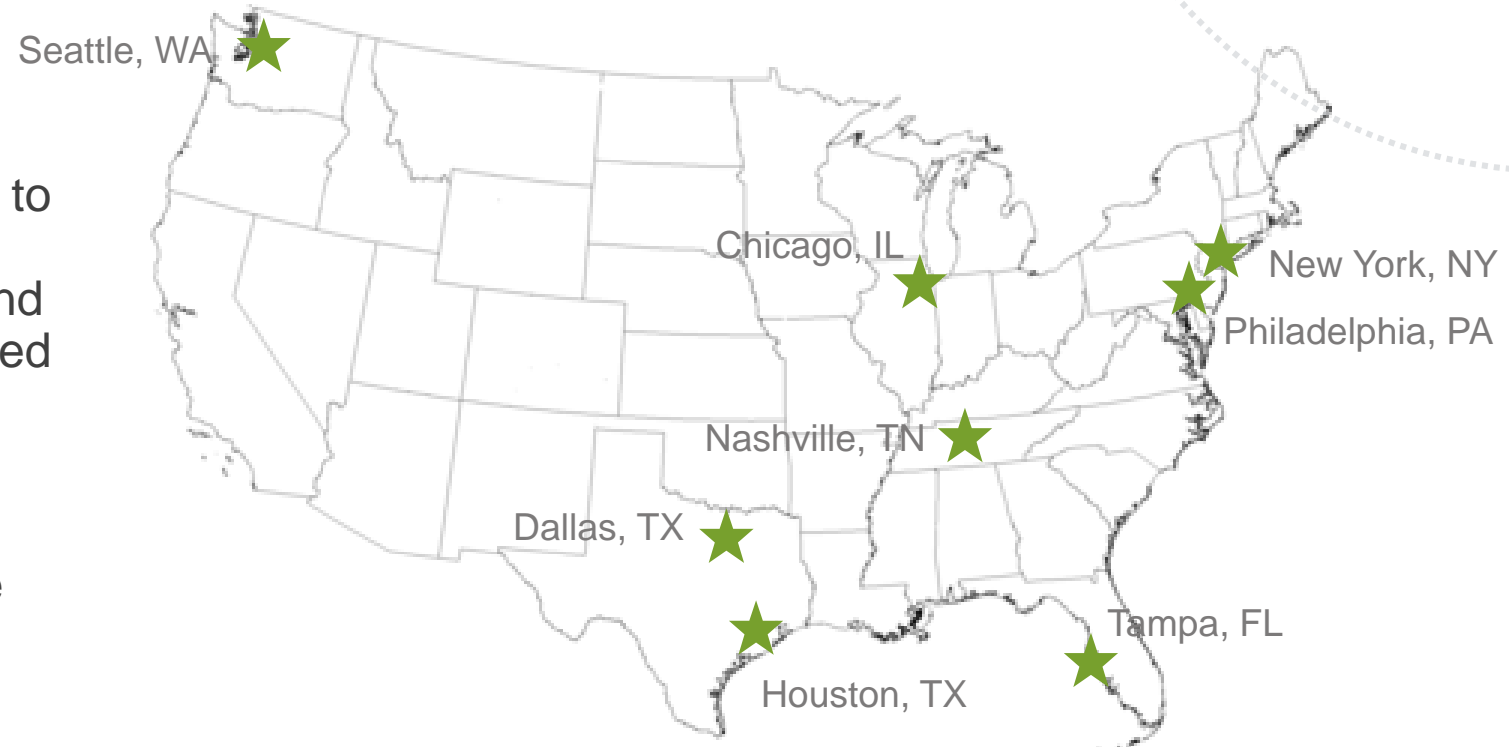 Seattle, WA
to
nd
ed
e
Chicago, IL
New York, NY
Philadelphia, PA
Nashville, TN
Dallas, TX
Tampa, FL
Houston, TX